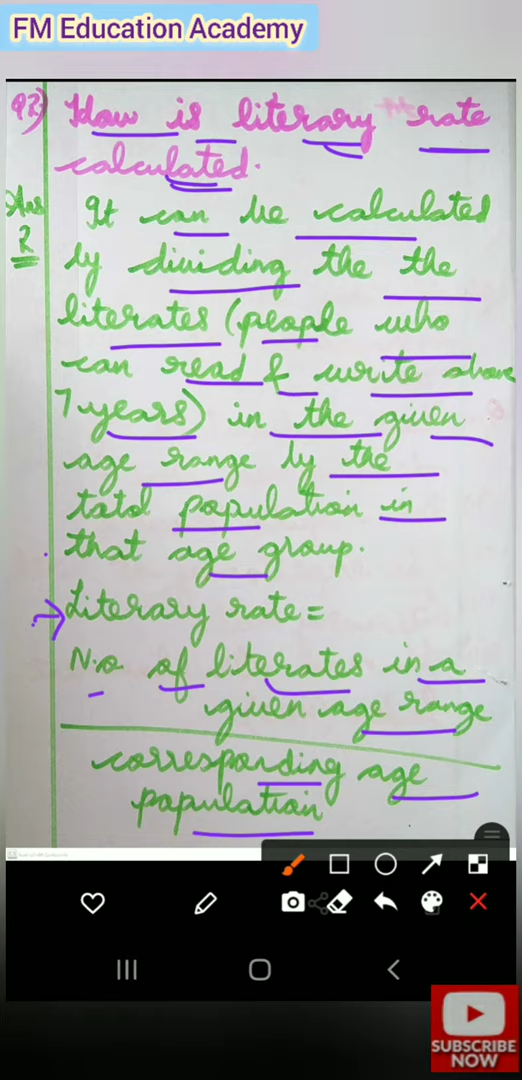 FM Education Academy
Q2) How is literary rate
calculated.
Ans It can be calculated
2 by dividing the the
literates (people who
can read & write above
7 years) in the given
age range by the
total population in
that age group.
→ Literary rate =
No. of literates in a
given age range
corresponding age
population
SUBSCRIBE
NOW